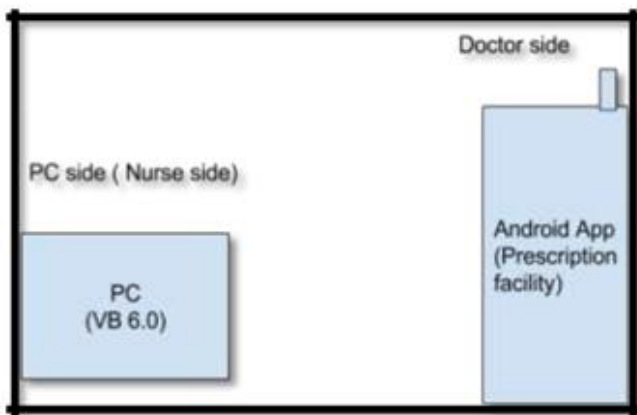 Doctor side
PC side ( Nurse side)
Android App
(Prescription
facility)
PC
(VB 6.0)